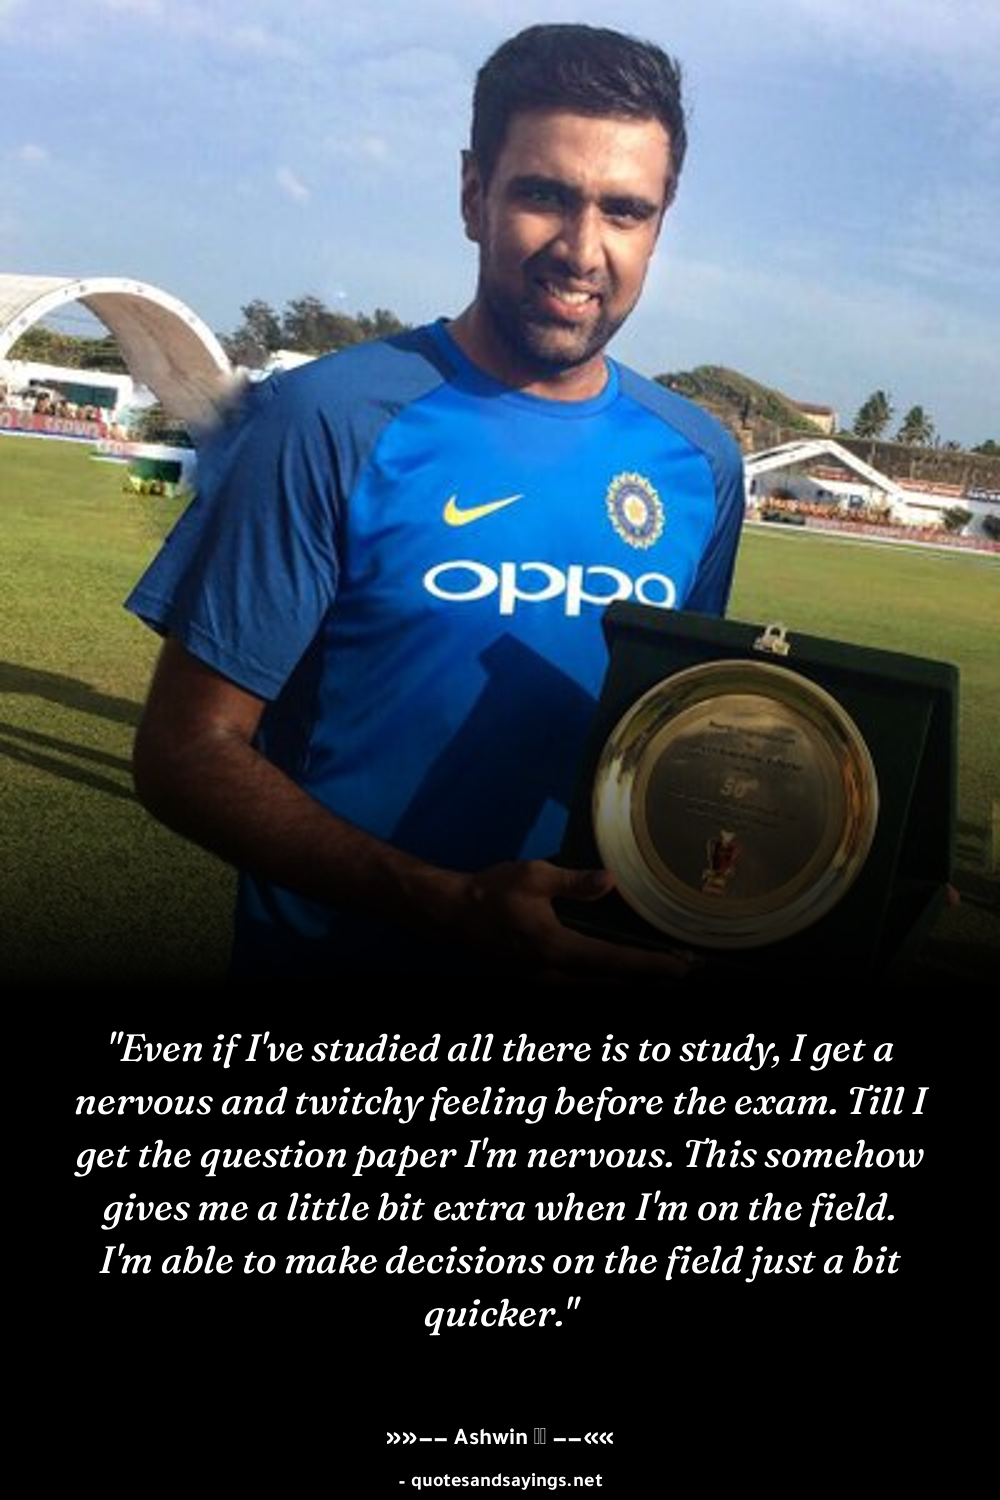 oppo
50th
"Even if I've studied all there is to study, I get a
nervous and twitchy feeling before the exam. Till I
get the question paper I'm nervous. This somehow
gives me a little bit extra when I'm on the field.
I'm able to make decisions on the field just a bit
quicker."
»»−− Ashwin −−««
- quotesandsayings.net